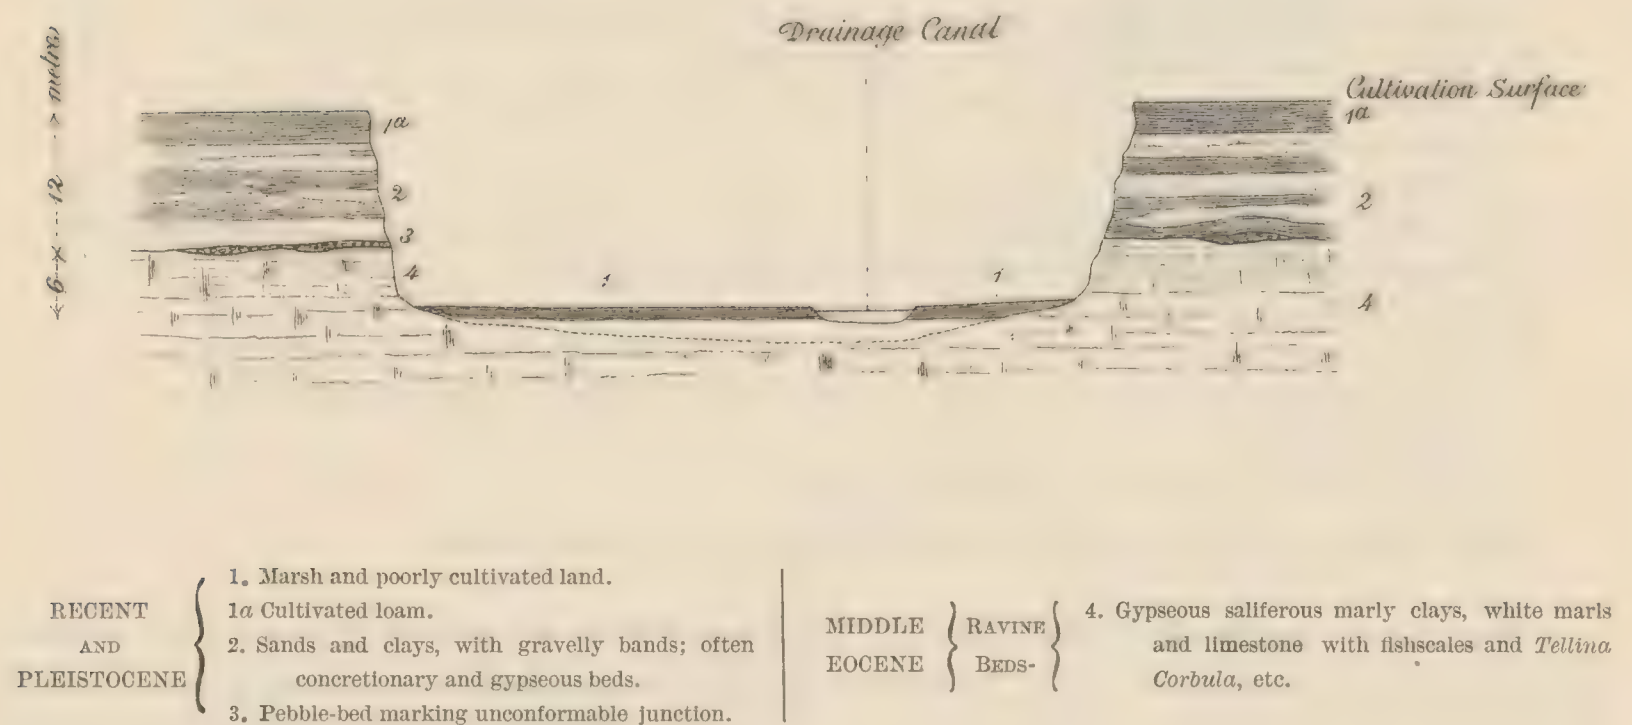 Drainage Canal
Cultivation Surface
1a
1a
2
2
3
4
4
1
1
<-6-x---12--->metres
RECENT
AND
PLEISTOCENE
1. Marsh and poorly cultivated land.
1a Cultivated loam.
2. Sands and clays, with gravelly bands; often
concretionary and gypseous beds.
3. Pebble-bed marking unconformable junction.
MIDDLE
EOCENE
RAVINE
BEDS-
4. Gypseous saliferous marly clays, white marls
and limestone with fishscales and Tellina
Corbula, etc.